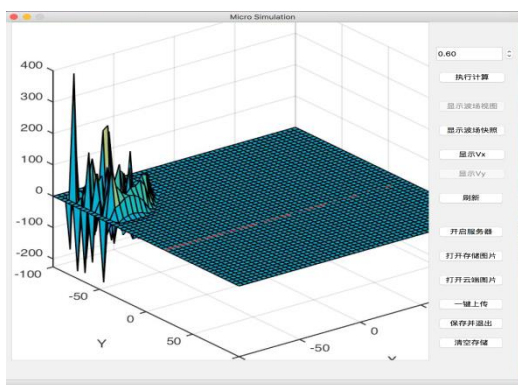 Micro Simulation
0.60
执行计算
显示波场视图
显示波场快照
显示Vx
显示Vy
刷新
开启服务器
打开存储图片
打开云端图片
一键上传
保存并退出
清空存储
400
300
200
100
0
-100
-200
-100
-50
0
50
Y
-50
0
X